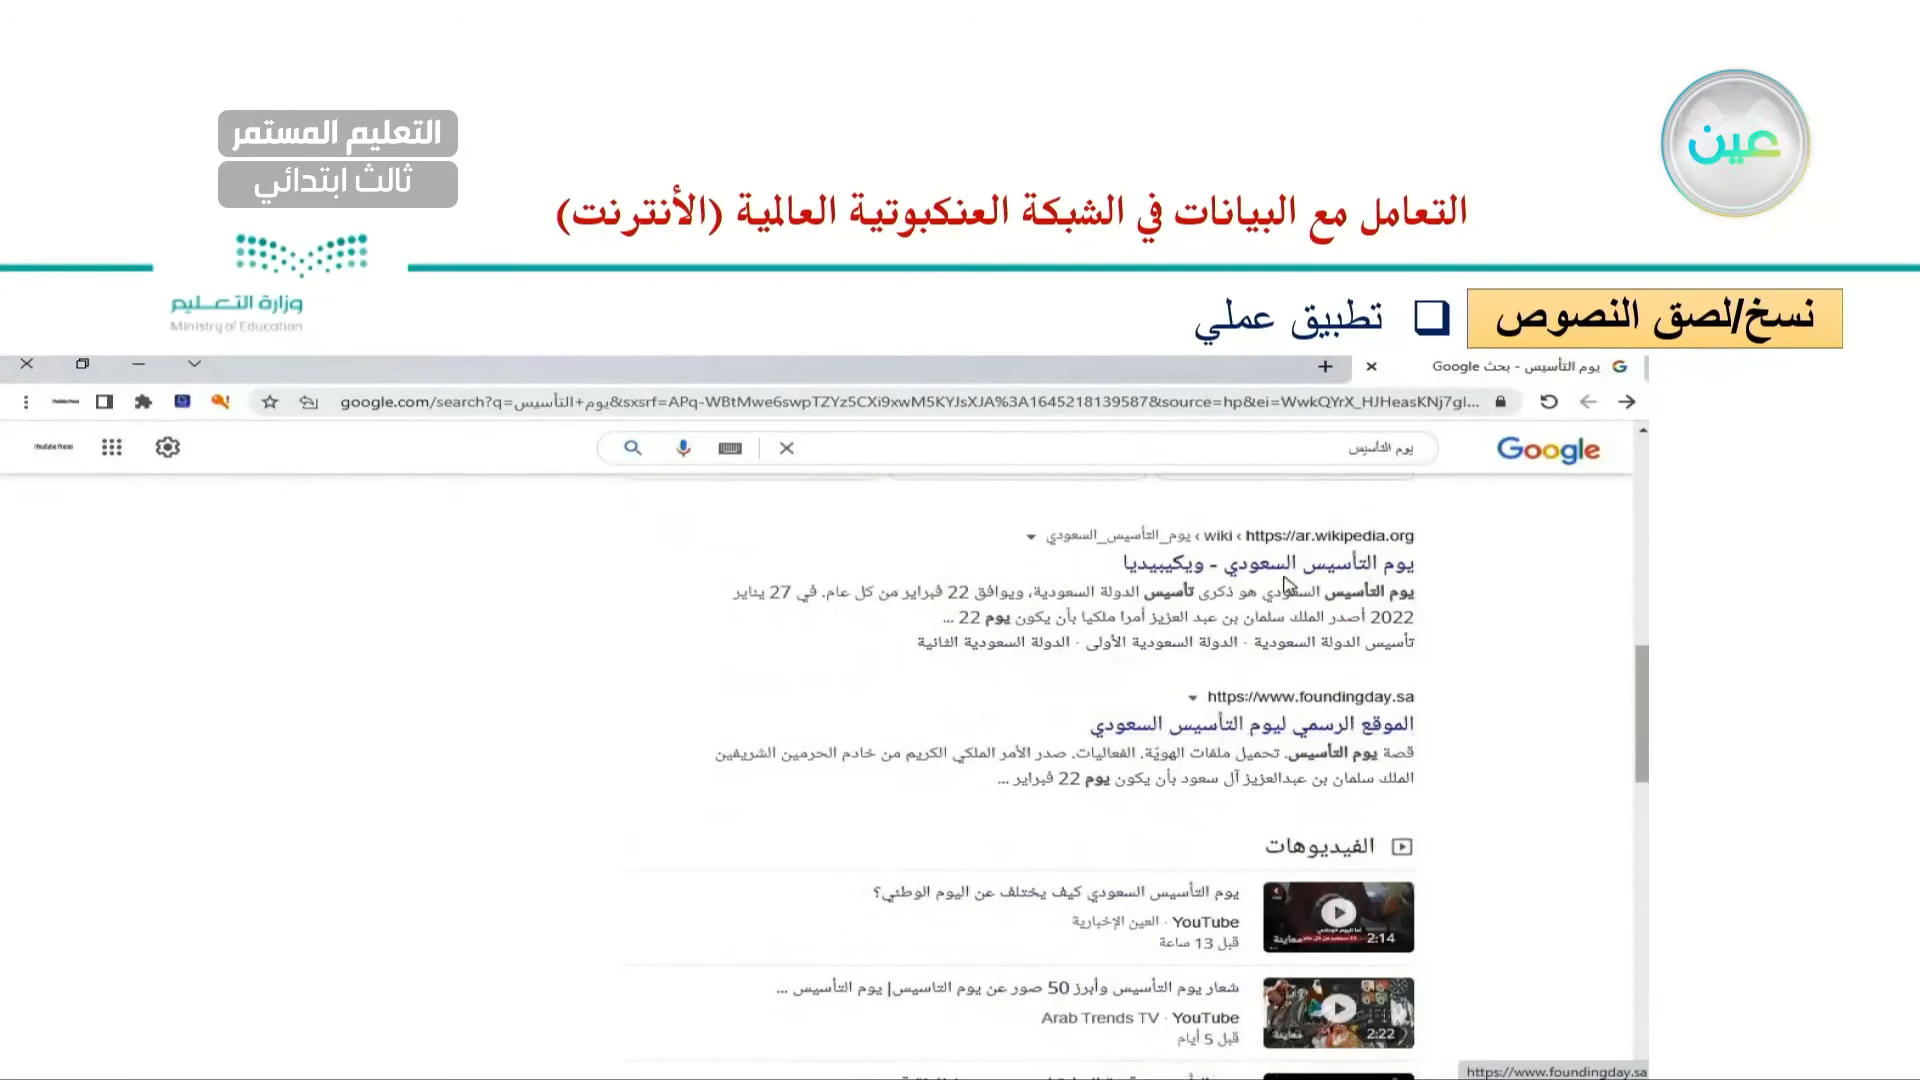 عين
التعليم المستمر
ثالث ابتدائي
التعامل مع البيانات في الشبكة العنكبوتية العالمية (الأنترنت)
وزارة التعليم
Ministry of Education
نسخ/لصق النصوص
تطبيق عملي
يوم التأسيس - بحث Google
google.com/search?q=يوم+التأسيس&sxsrf=APq-WBtMwe6swpTZYz5CXi9xwM5KYJsXJA%3A1645218139587&source=hp&ei=WwkQYrX_HJHeasKNj7gI...
Google
يوم التأسيس
https://ar.wikipedia.org › wiki › يوم_التأسيس_السعودي
يوم التأسيس السعودي - ويكيبيديا
يوم التأسيس السعودي هو ذكرى تأسيس الدولة السعودية، ويوافق 22 فبراير من كل عام. في 27 يناير
2022 أصدر الملك سلمان بن عبد العزيز أمرا ملكيا بأن يكون يوم 22 ...
تأسيس الدولة السعودية · الدولة السعودية الأولى · الدولة السعودية الثانية
https://www.foundingday.sa
الموقع الرسمي ليوم التأسيس السعودي
قصة يوم التأسيس. تحميل ملفات الهويّة. الفعاليات. صدر الأمر الملكي الكريم من خادم الحرمين الشريفين
الملك سلمان بن عبدالعزيز آل سعود بأن يكون يوم 22 فبراير ...
الفيديوهات
يوم التأسيس السعودي كيف يختلف عن اليوم الوطني؟
YouTube · العين الإخبارية
قبل 13 ساعة
معاينة
2:14
شعار يوم التأسيس وأبرز 50 صور عن يوم التاسيس| يوم التأسيس ...
YouTube · Arab Trends TV
قبل 5 أيام
معاينة
2:22
https://www.foundingday.sa